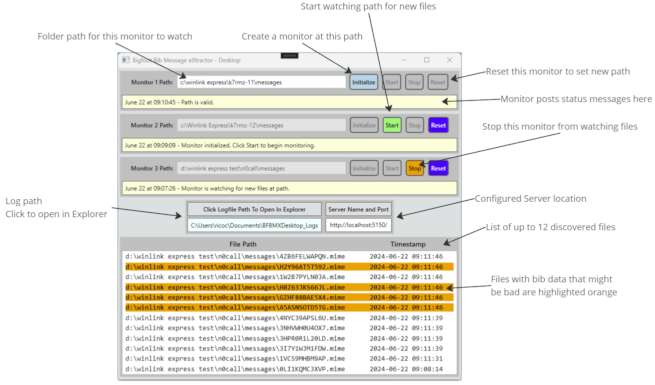 Start watching path for new files
Folder path for this monitor to watch
Create a monitor at this path
BigFoot Bib Message eXtractor - Desktop
Monitor 1 Path: c:\winlink express\k7rmz-11\messages Initialize Start Stop Reset
Reset this monitor to set new path
June 22 at 09:10:45 - Path is valid.
Monitor posts status messages here
Monitor 2 Path: c:\Winlink Express\k7rmz-12\messages Initialize Start Stop Reset
Stop this monitor from watching files
June 22 at 09:09:09 - Monitor initialized. Click Start to begin monitoring.
Monitor 3 Path: d:\winlink express test\n0call\messages Initialize Start Stop Reset
June 22 at 09:07:26 - Monitor is watching for new files at path.
Log path
Click to open in Explorer
Click Logfile Path To Open In Explorer Server Name and Port
Configured Server location
C:\Users\ricoc\Documents\BFBMXDesktop_Logs http://localhost:5150/
List of up to 12 discovered files
File Path Timestamp
d:\winlink express test\n0call\messages\4ZB6FELWAPQN.mime 2024-06-22 09:11:46
d:\winlink express test\n0call\messages\H2Y96AT5T592.mime 2024-06-22 09:11:46
d:\winlink express test\n0call\messages\1W2B7PYLN0JA.mime 2024-06-22 09:11:46
d:\winlink express test\n0call\messages\H8Z63JKS667L.mime 2024-06-22 09:11:46
Files with bib data that might
be bad are highlighted orange
d:\winlink express test\n0call\messages\GZHFB8BAE5X4.mime 2024-06-22 09:11:46
d:\winlink express test\n0call\messages\A5ASNSOTD5TG.mime 2024-06-22 09:11:46
d:\winlink express test\n0call\messages\4NYC39AP5L6U.mime 2024-06-22 09:11:39
d:\winlink express test\n0call\messages\3NHVWH0U4OX7.mime 2024-06-22 09:11:39
d:\winlink express test\n0call\messages\3HPR0R1L20LD.mime 2024-06-22 09:11:39
d:\winlink express test\n0call\messages\3I7Y1WJM1FDW.mime 2024-06-22 09:11:39
d:\winlink express test\n0call\messages\1VC59MHBM9AP.mime 2024-06-22 09:11:31
d:\winlink express test\n0call\messages\0LI1KQMC3XVP.mime 2024-06-22 09:08:14